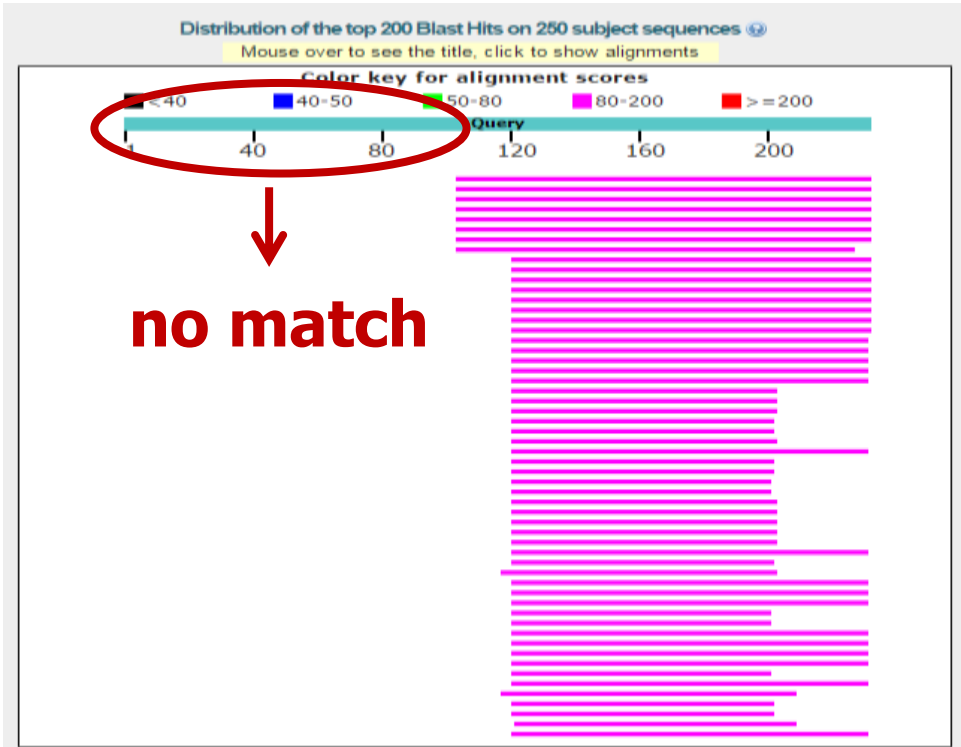 Distribution of the top 200 Blast Hits on 250 subject sequences
Mouse over to see the title, click to show alignments
Color key for alignment scores
<40 40-50 50-80 80-200 >=200
Query
1 40 80 120 160 200
no match